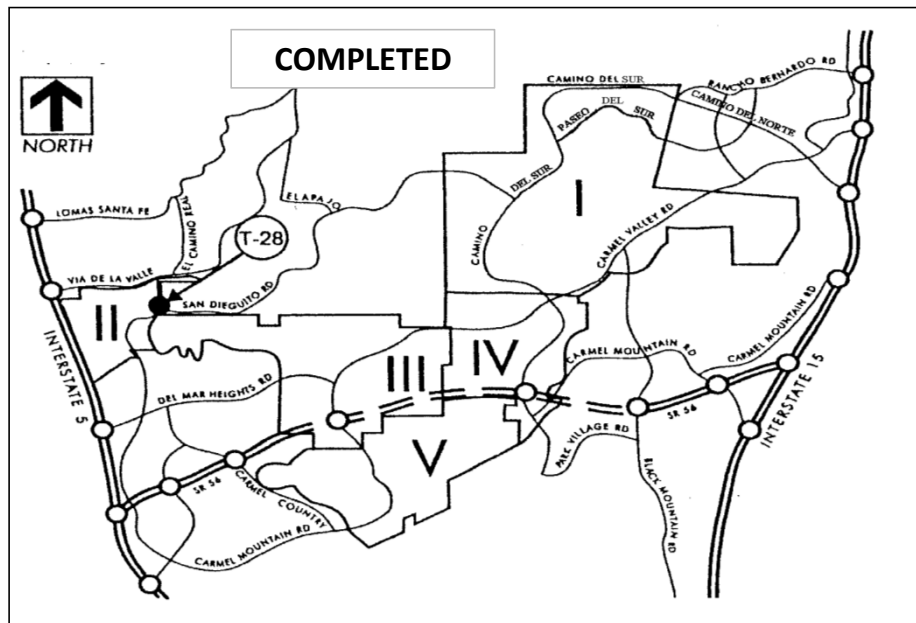 COMPLETED
NORTH
CAMINO DEL SUR
RANCHO BERNARDO RD
PASEO DEL SUR
CAMINO DEL NORTE
LOMAS SANTA FE
EL CAMINO REAL
EL APAJO
T-28
DEL SUR
CAMINO
I
CARMEL VALLEY RD
VIA DE LA VALLE
SAN DIEGUITO RD
II
INTERSTATE 5
III
IV
CARMEL MOUNTAIN RD
CARMEL MOUNTAIN RD
DEL MAR HEIGHTS RD
SR 56
INTERSTATE 15
V
PARK VILLAGE RD
SR 56
CARMEL COUNTRY
BLACK MOUNTAIN RD
CARMEL MOUNTAIN RD